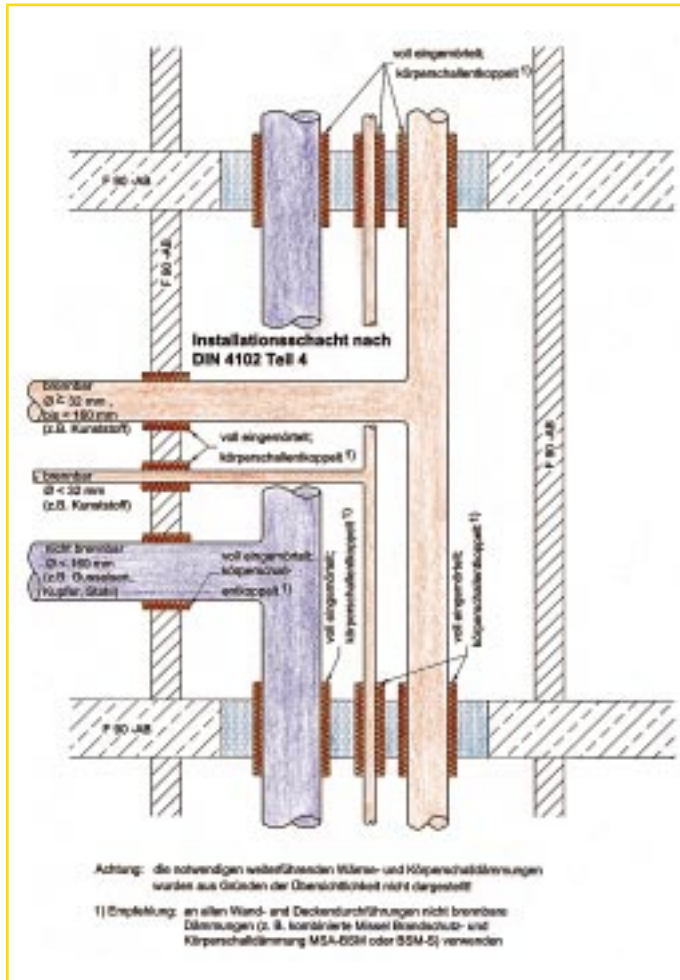 voll eingemörtelt;
körperschallentkoppelt 1)
F 90 -AB
F 90 -AB
F 90 -AB
Installationsschacht nach
DIN 4102 Teil 4
brennbar
Ø ≥ 32 mm,
bis < 160 mm
(z.B. Kunststoff)
voll eingemörtelt;
körperschallentkoppelt 1)
brennbar
Ø < 32 mm
(z.B. Kunststoff)
nicht brennbar
Ø < 160 mm
(z.B. Gusseisen,
Kupfer, Stahl)
voll eingemörtelt;
körperschall-
entkoppelt 1)
voll eingemörtelt;
körperschallentkoppelt 1)
voll eingemörtelt;
körperschallentkoppelt 1)
F 90 -AB
Achtung: die notwendigen weiterführenden Wärme- und Körperschalldämmungen
wurden aus Gründen der Übersichtlichkeit nicht dargestellt!
1) Empfehlung: an allen Wand- und Deckendurchführungen nicht brennbare
Dämmungen (z. B. kombinierte Missel Brandschutz- und
Körperschalldämmung MSA-BSM oder BSM-S) verwenden